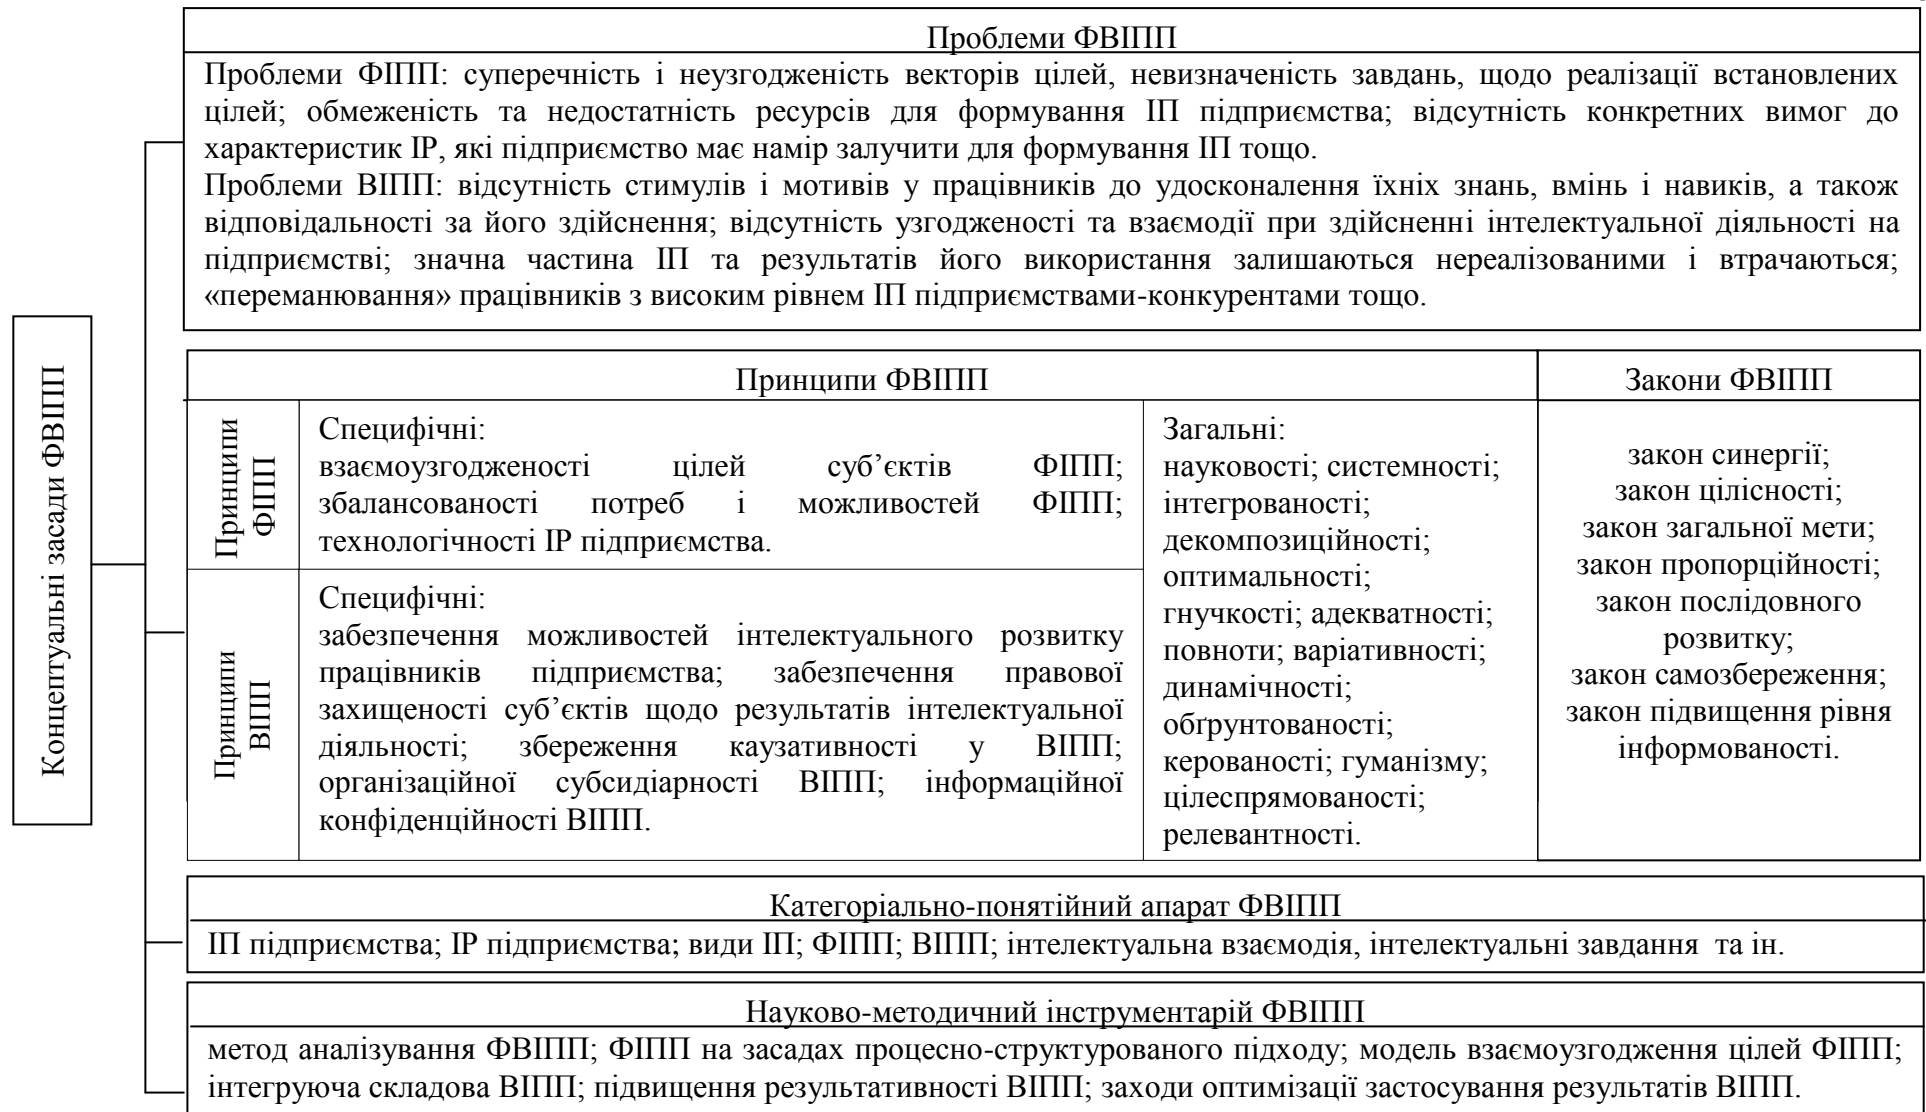 Концептуальні засади ФВІПП
Проблеми ФВІПП
Проблеми ФІПП: суперечність і неузгодженість векторів цілей, невизначеність завдань, щодо реалізації встановлених
цілей; обмеженість та недостатність ресурсів для формування ІП підприємства; відсутність конкретних вимог до
характеристик ІР, які підприємство має намір залучити для формування ІП тощо.
Проблеми ВІПП: відсутність стимулів і мотивів у працівників до удосконалення їхніх знань, вмінь і навиків, а також
відповідальності за його здійснення; відсутність узгодженості та взаємодії при здійсненні інтелектуальної діяльності на
підприємстві; значна частина ІП та результатів його використання залишаються нереалізованими і втрачаються;
«переманювання» працівників з високим рівнем ІП підприємствами-конкурентами тощо.
Принципи ФВІПП
Принципи
ФІПП
Специфічні:
взаємоузгодженості цілей суб’єктів ФІПП;
збалансованості потреб і можливостей ФІПП;
технологічності ІР підприємства.
Принципи
ВІПП
Специфічні:
забезпечення можливостей інтелектуального розвитку
працівників підприємства; забезпечення правової
захищеності суб’єктів щодо результатів інтелектуальної
діяльності; збереження каузативності у ВІПП;
організаційної субсидіарності ВІПП; інформаційної
конфіденційності ВІПП.
Загальні:
науковості; системності;
інтегрованості;
декомпозиційності;
оптимальності;
гнучкості; адекватності;
повноти; варіативності;
динамічності;
обґрунтованості;
керованості; гуманізму;
цілеспрямованості;
релевантності.
Закони ФВІПП
закон синергії;
закон цілісності;
закон загальної мети;
закон пропорційності;
закон послідовного
розвитку;
закон самозбереження;
закон підвищення рівня
інформованості.
Категоріально-понятійний апарат ФВІПП
ІП підприємства; ІР підприємства; види ІП; ФІПП; ВІПП; інтелектуальна взаємодія, інтелектуальні завдання та ін.
Науково-методичний інструментарій ФВІПП
метод аналізування ФВІПП; ФІПП на засадах процесно-структурованого підходу; модель взаємоузгодження цілей ФІПП;
інтегруюча складова ВІПП; підвищення результативності ВІПП; заходи оптимізації застосування результатів ВІПП.